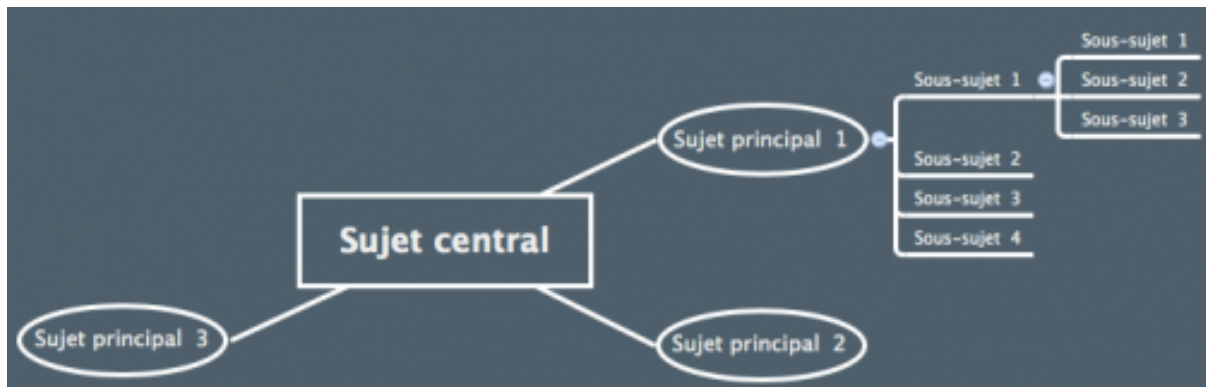 Sujet central
Sujet principal 1
Sous-sujet 1
Sous-sujet 1
Sous-sujet 2
Sous-sujet 3
Sous-sujet 2
Sous-sujet 3
Sous-sujet 4
Sujet principal 2
Sujet principal 3